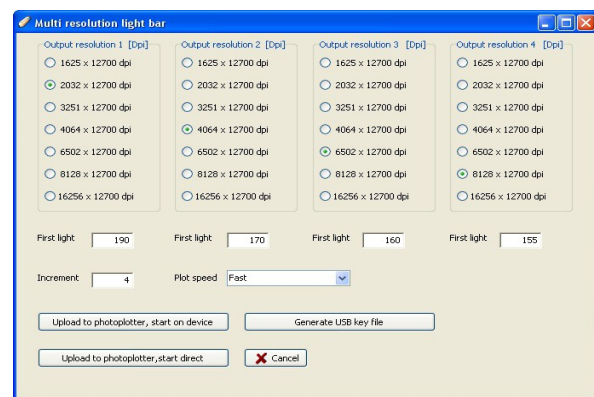 Multi resolution light bar
Output resolution 1 [Dpi] Output resolution 2 [Dpi] Output resolution 3 [Dpi] Output resolution 4 [Dpi]
1625 x 12700 dpi 1625 x 12700 dpi 1625 x 12700 dpi 1625 x 12700 dpi
2032 x 12700 dpi 2032 x 12700 dpi 2032 x 12700 dpi 2032 x 12700 dpi
3251 x 12700 dpi 3251 x 12700 dpi 3251 x 12700 dpi 3251 x 12700 dpi
4064 x 12700 dpi 4064 x 12700 dpi 4064 x 12700 dpi 4064 x 12700 dpi
6502 x 12700 dpi 6502 x 12700 dpi 6502 x 12700 dpi 6502 x 12700 dpi
8128 x 12700 dpi 8128 x 12700 dpi 8128 x 12700 dpi 8128 x 12700 dpi
16256 x 12700 dpi 16256 x 12700 dpi 16256 x 12700 dpi 16256 x 12700 dpi
First light 190 First light 170 First light 160 First light 155
Increment 4 Plot speed Fast
Upload to photoplotter, start on device Generate USB key file
Upload to photoplotter,start direct Cancel